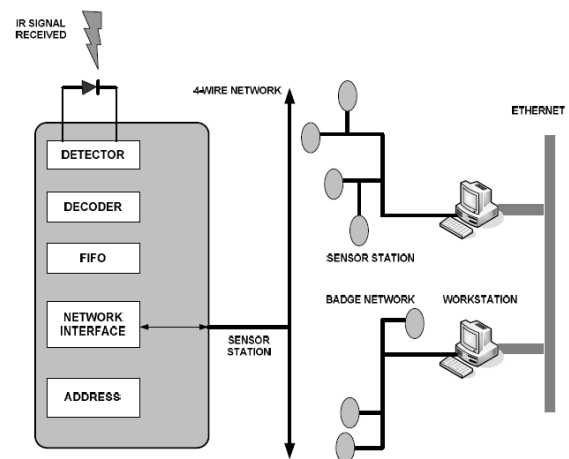 IR SIGNAL
RECEIVED
4-WIRE NETWORK
ETHERNET
DETECTOR
DECODER
FIFO
NETWORK
INTERFACE
ADDRESS
SENSOR
STATION
SENSOR STATION
BADGE NETWORK
WORKSTATION